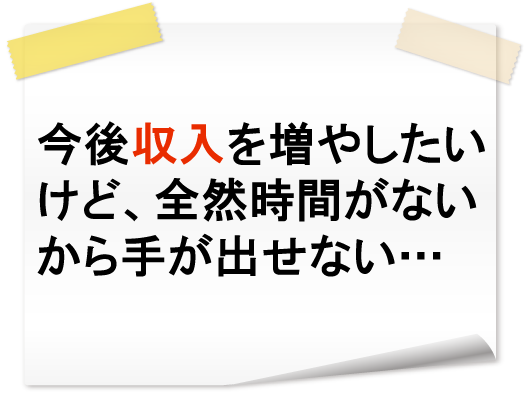 今後収入を増やしたい
けど、全然時間がない
から手が出せない…